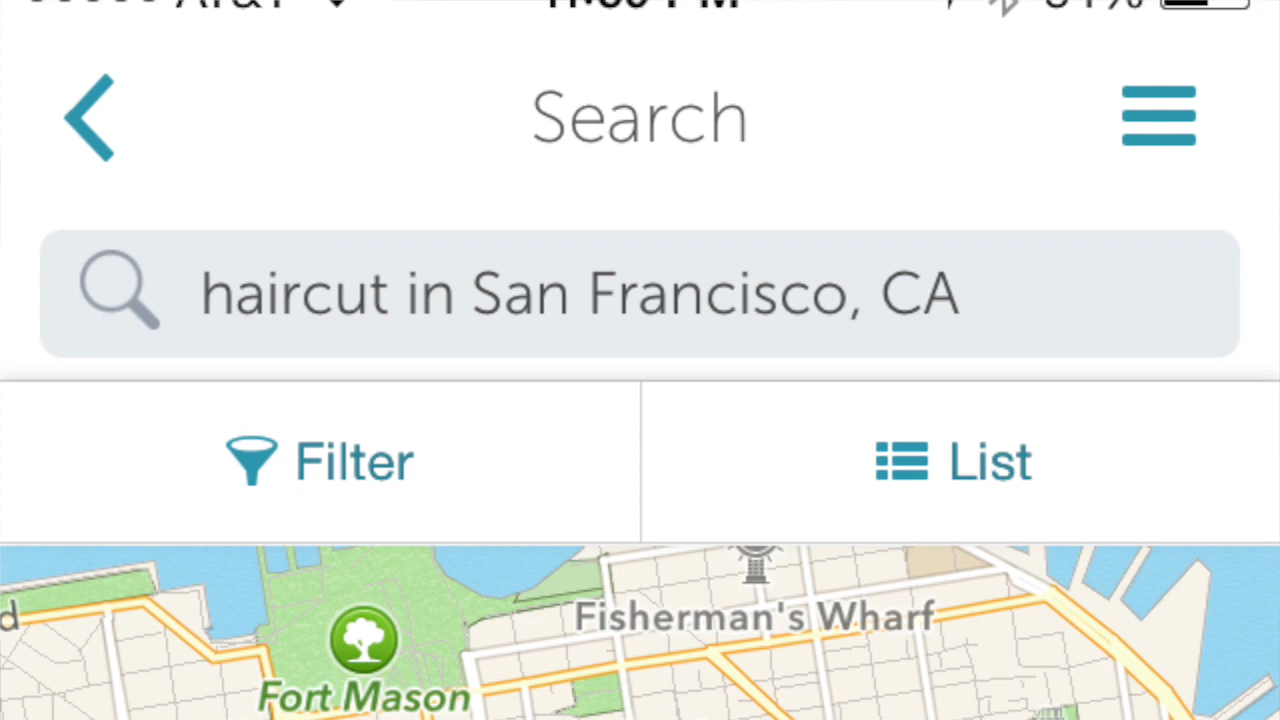 Search
haircut in San Francisco, CA
Filter
List
Fisherman's Wharf
Fort Mason